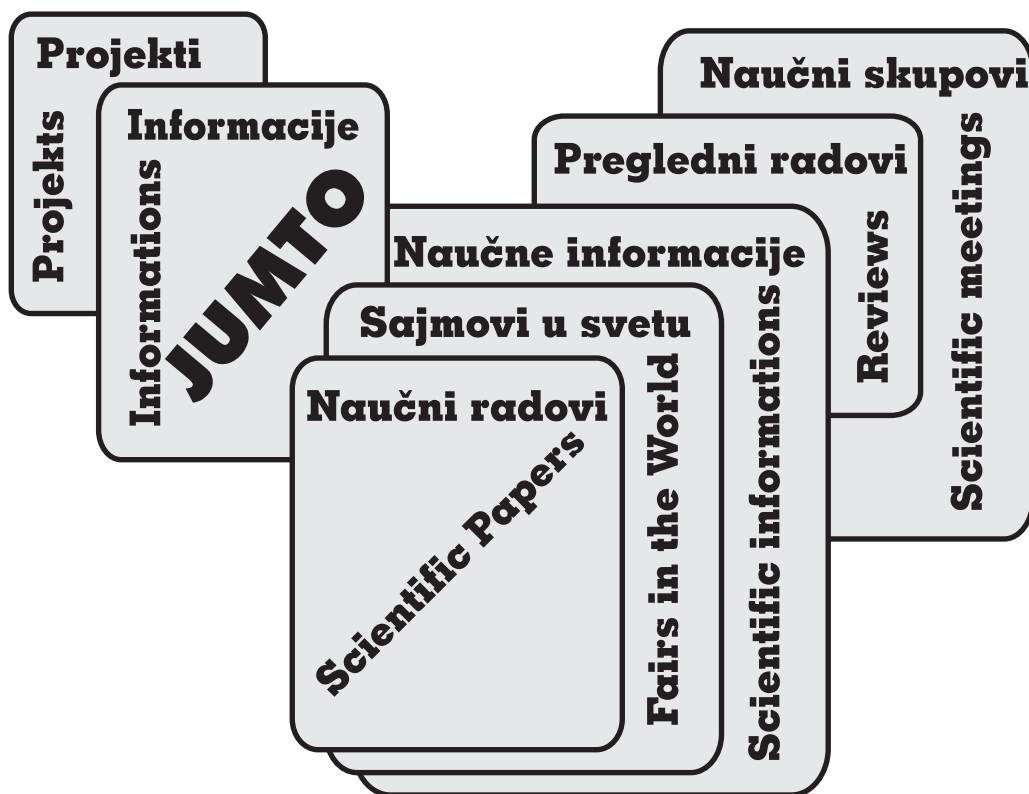 Projekti
Projekts
Informacije
Informations
JUMTO
Naučni skupovi
Scientific meetings
Pregledni radovi
Reviews
Naučne informacije
Scientific informations
Sajmovi u svetu
Fairs in the World
Naučni radovi
Scientific Papers